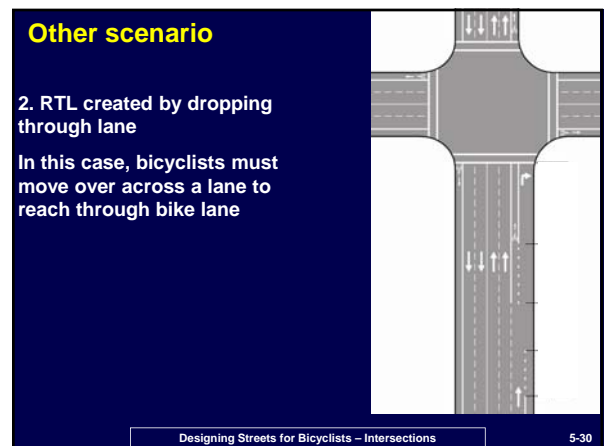 Other scenario
2. RTL created by dropping
through lane
In this case, bicyclists must
move over across a lane to
reach through bike lane
Designing Streets for Bicyclists – Intersections
5-30